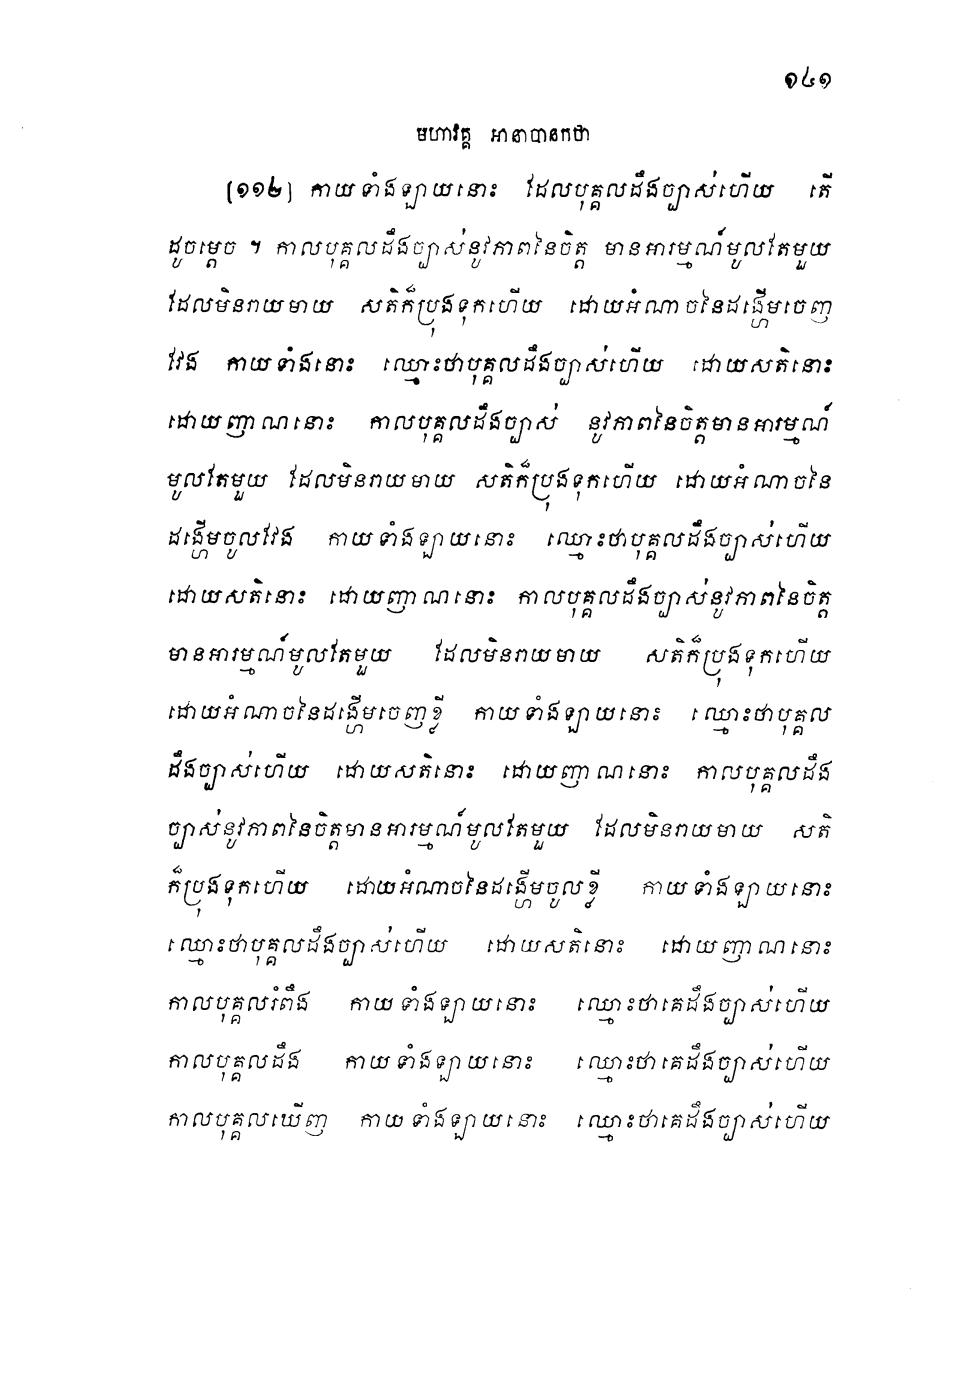 ១៤១
មហាវគ្គ អានាបានកថា
[១១២] កាយទាំងឡាយនោះ ដែលបុគ្គលដឹងច្បាស់ហើយ តើ
ដូចម្ដេច ។ កាលបុគ្គលដឹងច្បាស់នូវភាពនៃចិត្ត មានអារម្មណ៍មូលតែមួយ
ដែលមិនរាយមាយ សតិក៏ប្រុងទុកហើយ ដោយអំណាចនៃដង្ហើមចេញ
វែង កាយទាំងនោះ ឈ្មោះថាបុគ្គលដឹងច្បាស់ហើយ ដោយសតិនោះ
ដោយញាណនោះ កាលបុគ្គលដឹងច្បាស់ នូវភាពនៃចិត្តមានអារម្មណ៍
មូលតែមួយ ដែលមិនរាយមាយ សតិក៏ប្រុងទុកហើយ ដោយអំណាចនៃ
ដង្ហើមចូលវែង កាយទាំងឡាយនោះ ឈ្មោះថាបុគ្គលដឹងច្បាស់ហើយ
ដោយសតិនោះ ដោយញាណនោះ កាលបុគ្គលដឹងច្បាស់នូវភាពនៃចិត្ត
មានអារម្មណ៍មូលតែមួយ ដែលមិនរាយមាយ សតិក៏ប្រុងទុកហើយ
ដោយអំណាចនៃដង្ហើមចេញខ្លី កាយទាំងឡាយនោះ ឈ្មោះថាបុគ្គល
ដឹងច្បាស់ហើយ ដោយសតិនោះ ដោយញាណនោះ កាលបុគ្គលដឹង
ច្បាស់នូវភាពនៃចិត្តមានអារម្មណ៍មូលតែមួយ ដែលមិនរាយមាយ សតិ
ក៏ប្រុងទុកហើយ ដោយអំណាចនៃដង្ហើមចូលខ្លី កាយទាំងឡាយនោះ
ឈ្មោះថាបុគ្គលដឹងច្បាស់ហើយ ដោយសតិនោះ ដោយញាណនោះ
កាលបុគ្គលរំពឹង កាយទាំងឡាយនោះ ឈ្មោះថាគេដឹងច្បាស់ហើយ
កាលបុគ្គលដឹង កាយទាំងឡាយនោះ ឈ្មោះថាគេដឹងច្បាស់ហើយ
កាលបុគ្គលឃើញ កាយទាំងឡាយនោះ ឈ្មោះថាគេដឹងច្បាស់ហើយ